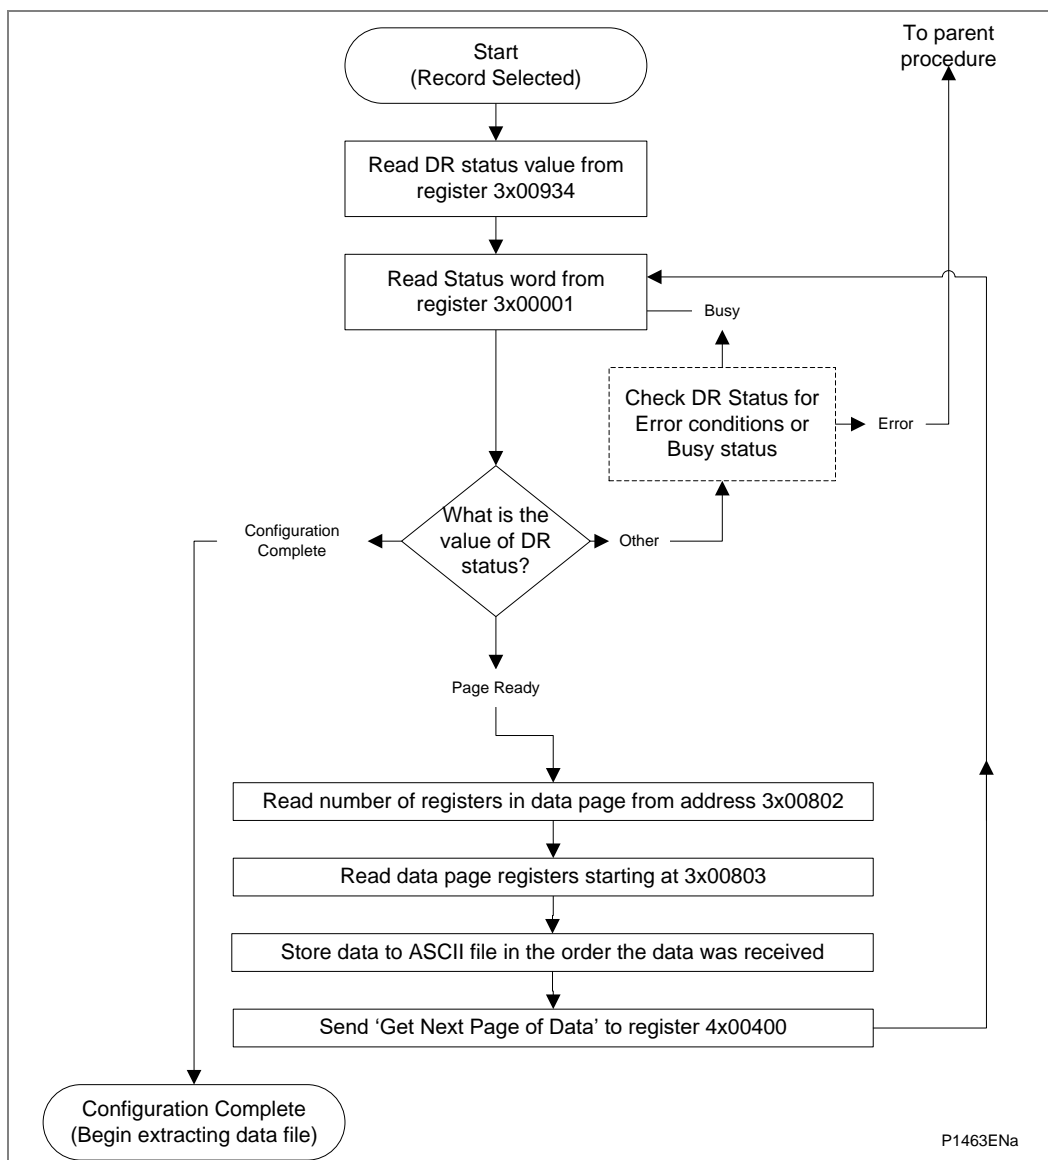 Start
(Record Selected)
To parent
procedure
Read DR status value from
register 3x00934
Read Status word from
register 3x00001
Busy
Check DR Status for
Error conditions or
Busy status
Error
What is the
value of DR
status?
Configuration
Complete
Other
Page Ready
Read number of registers in data page from address 3x00802
Read data page registers starting at 3x00803
Store data to ASCII file in the order the data was received
Send ‘Get Next Page of Data’ to register 4x00400
Configuration Complete
(Begin extracting data file)
P1463ENa